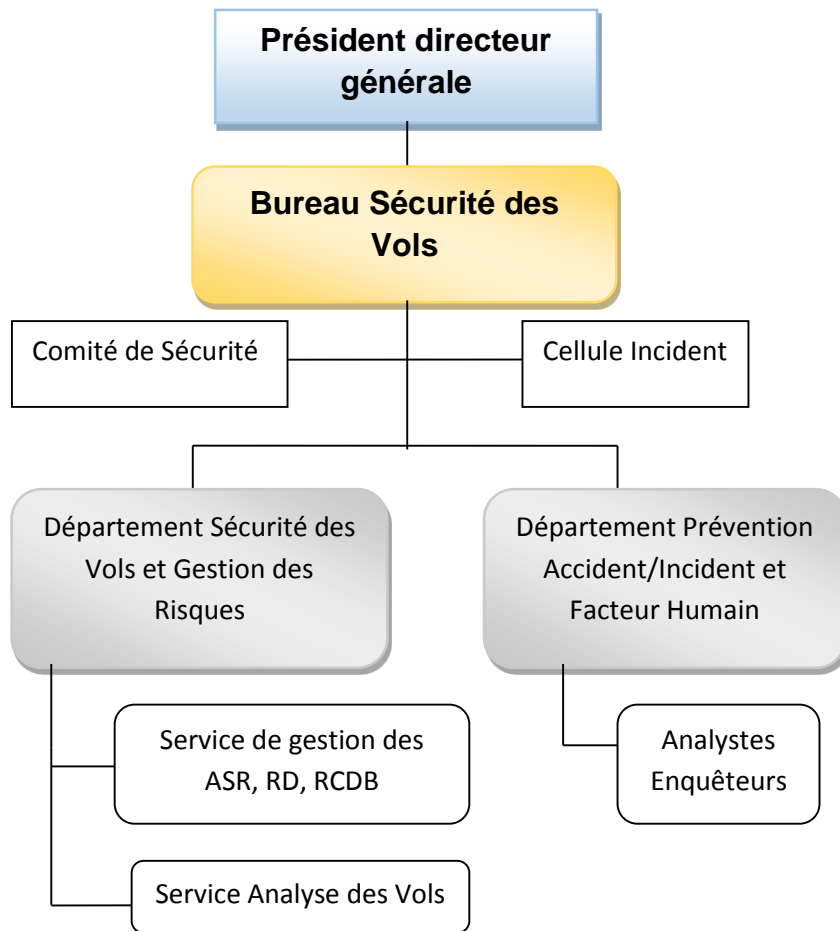 Président directeur
générale
Bureau Sécurité des
Vols
Comité de Sécurité
Cellule Incident
Département Sécurité des
Vols et Gestion des
Risques
Département Prévention
Accident/Incident et
Facteur Humain
Service de gestion des
ASR, RD, RCDB
Analystes
Enquêteurs
Service Analyse des Vols